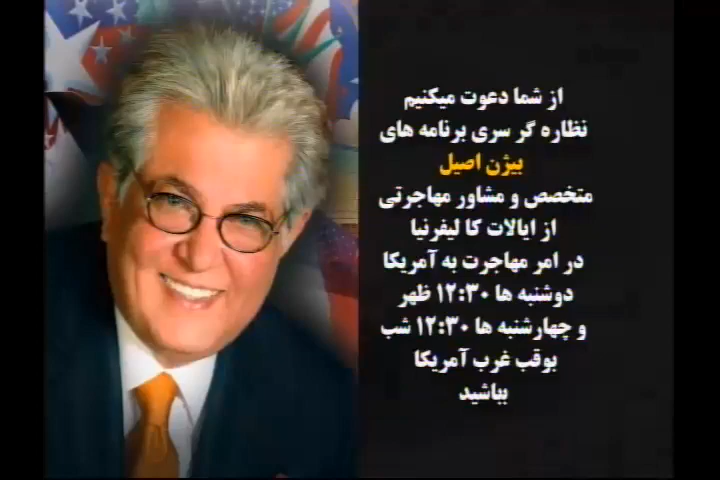 از شما دعوت میکنیم
نظاره گر سری برنامه های
بیژن اصیل
متخصص و مشاور مهاجرتی
از ایالات کا لیفرنیا
در امر مهاجرت به آمریکا
دوشنبه ها ۱۲:۳۰ ظهر
و چهارشنبه ها ۱۲:۳۰ شب
بوقب غرب آمریکا
بباشید